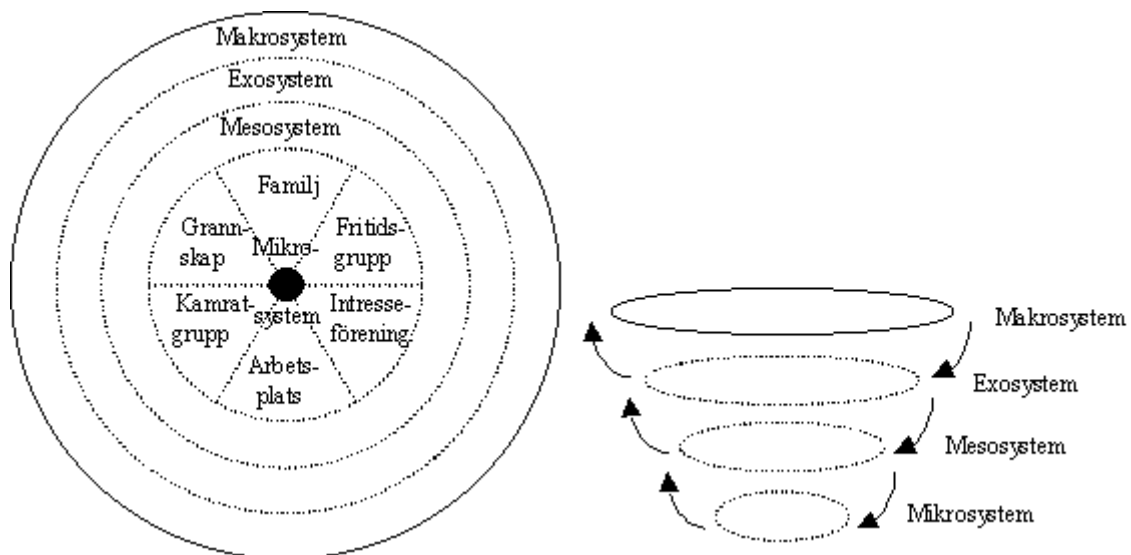 Makrosystem
Exosystem
Mesosystem
Familj
Grann-
skap
Mikro-
Fritids-
grupp
Kamrat-
grupp
system
Intresse-
förening
Arbets-
plats
Makrosystem
Exosystem
Mesosystem
Mikrosystem